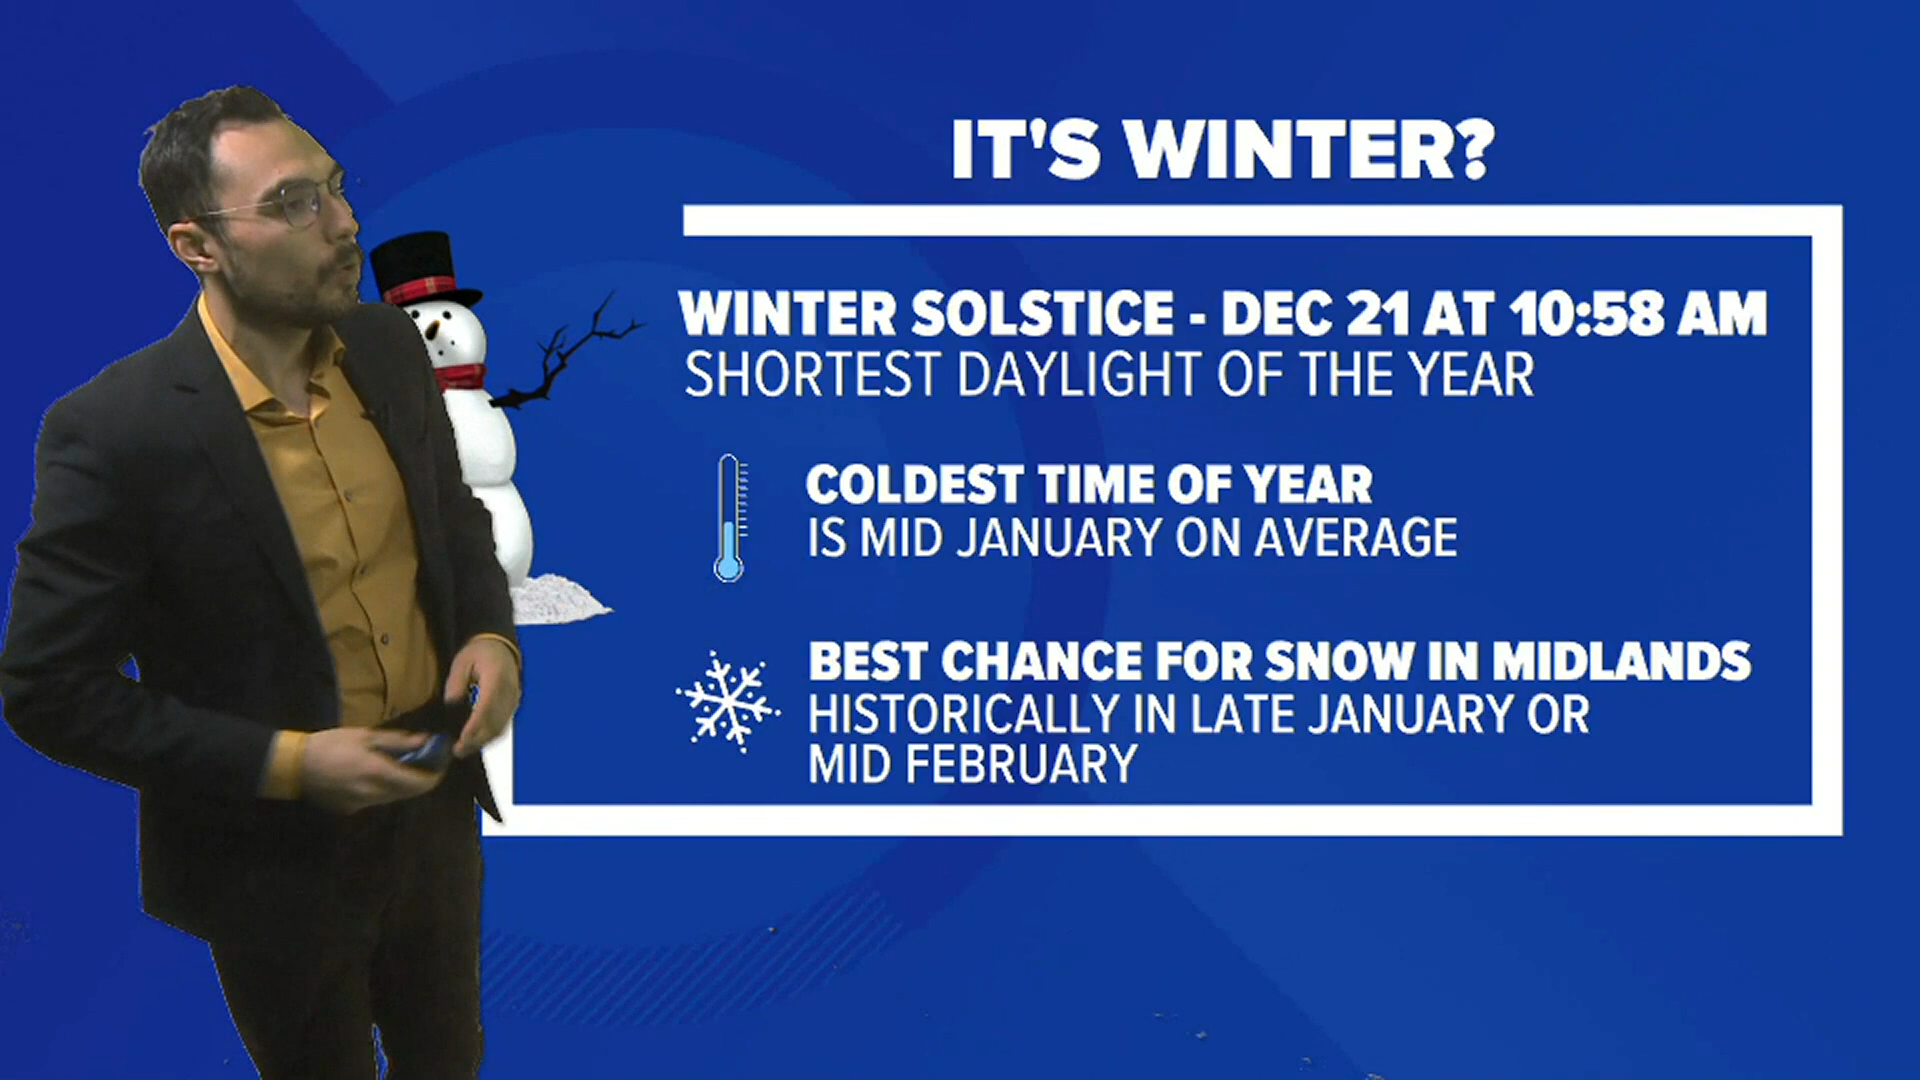 IT'S WINTER?
WINTER SOLSTICE - DEC 21 AT 10:58 AM
SHORTEST DAYLIGHT OF THE YEAR
COLDEST TIME OF YEAR
IS MID JANUARY ON AVERAGE
BEST CHANCE FOR SNOW IN MIDLANDS
HISTORICALLY IN LATE JANUARY OR
MID FEBRUARY